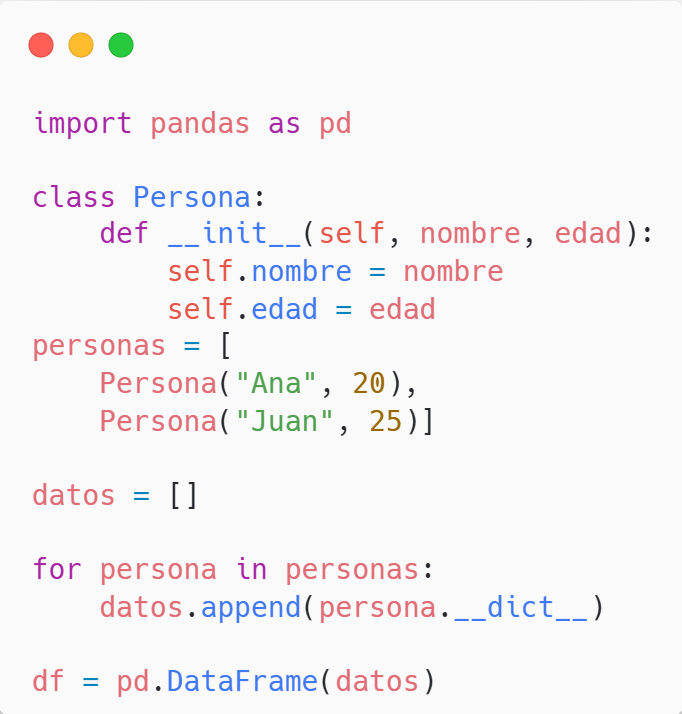 import pandas as pd
class Persona:
    def __init__(self, nombre, edad):
        self.nombre = nombre
        self.edad = edad
personas = [
    Persona("Ana", 20),
    Persona("Juan", 25)]
datos = []
for persona in personas:
    datos.append(persona.__dict__)
df = pd.DataFrame(datos)